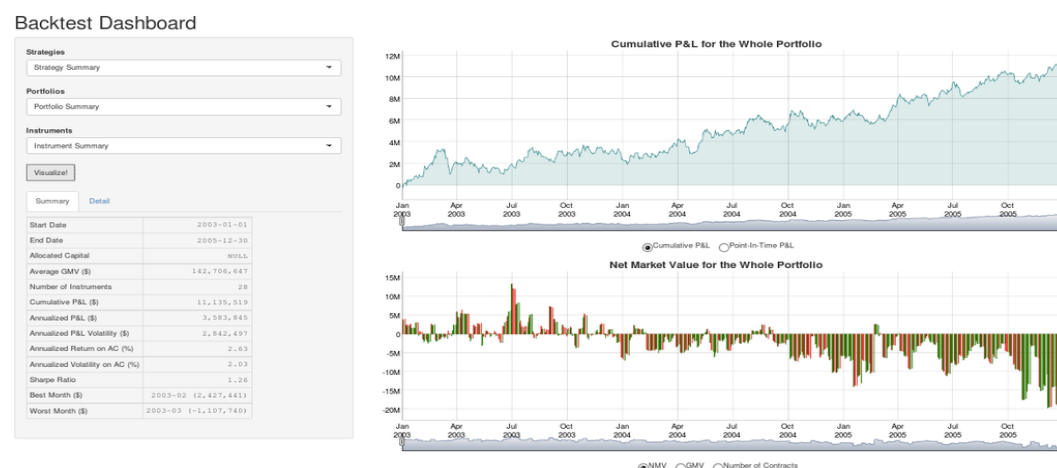 Backtest Dashboard
Strategies
Strategy Summary
Portfolios
Portfolio Summary
Instruments
Instrument Summary
Visualize!
Summary Detail
Start Date 2003-01-01
End Date 2005-12-30
Allocated Capital NULL
Average GMV ($) 142,706,647
Number of Instruments 28
Cumulative P&L ($) 11,135,519
Annualized P&L ($) 3,583,845
Annualized P&L Volatility ($) 2,842,497
Annualized Return on AC (%) 2.63
Annualized Volatility on AC (%) 2.03
Sharpe Ratio 1.26
Best Month ($) 2003-02 (2,427,441)
Worst Month ($) 2003-03 (-1,107,740)
Cumulative P&L for the Whole Portfolio
12M
10M
8M
6M
4M
2M
0
Jan Apr Jul Oct Jan Apr Jul Oct Jan Apr Jul Oct
2003 2003 2003 2003 2004 2004 2004 2004 2005 2005 2005 2005
Cumulative P&L Point-In-Time P&L
Net Market Value for the Whole Portfolio
15M
10M
5M
0
-5M
-10M
-15M
-20M
Jan Apr Jul Oct Jan Apr Jul Oct Jan Apr Jul Oct
2003 2003 2003 2003 2004 2004 2004 2004 2005 2005 2005 2005
NMV GMV Number of Contracts